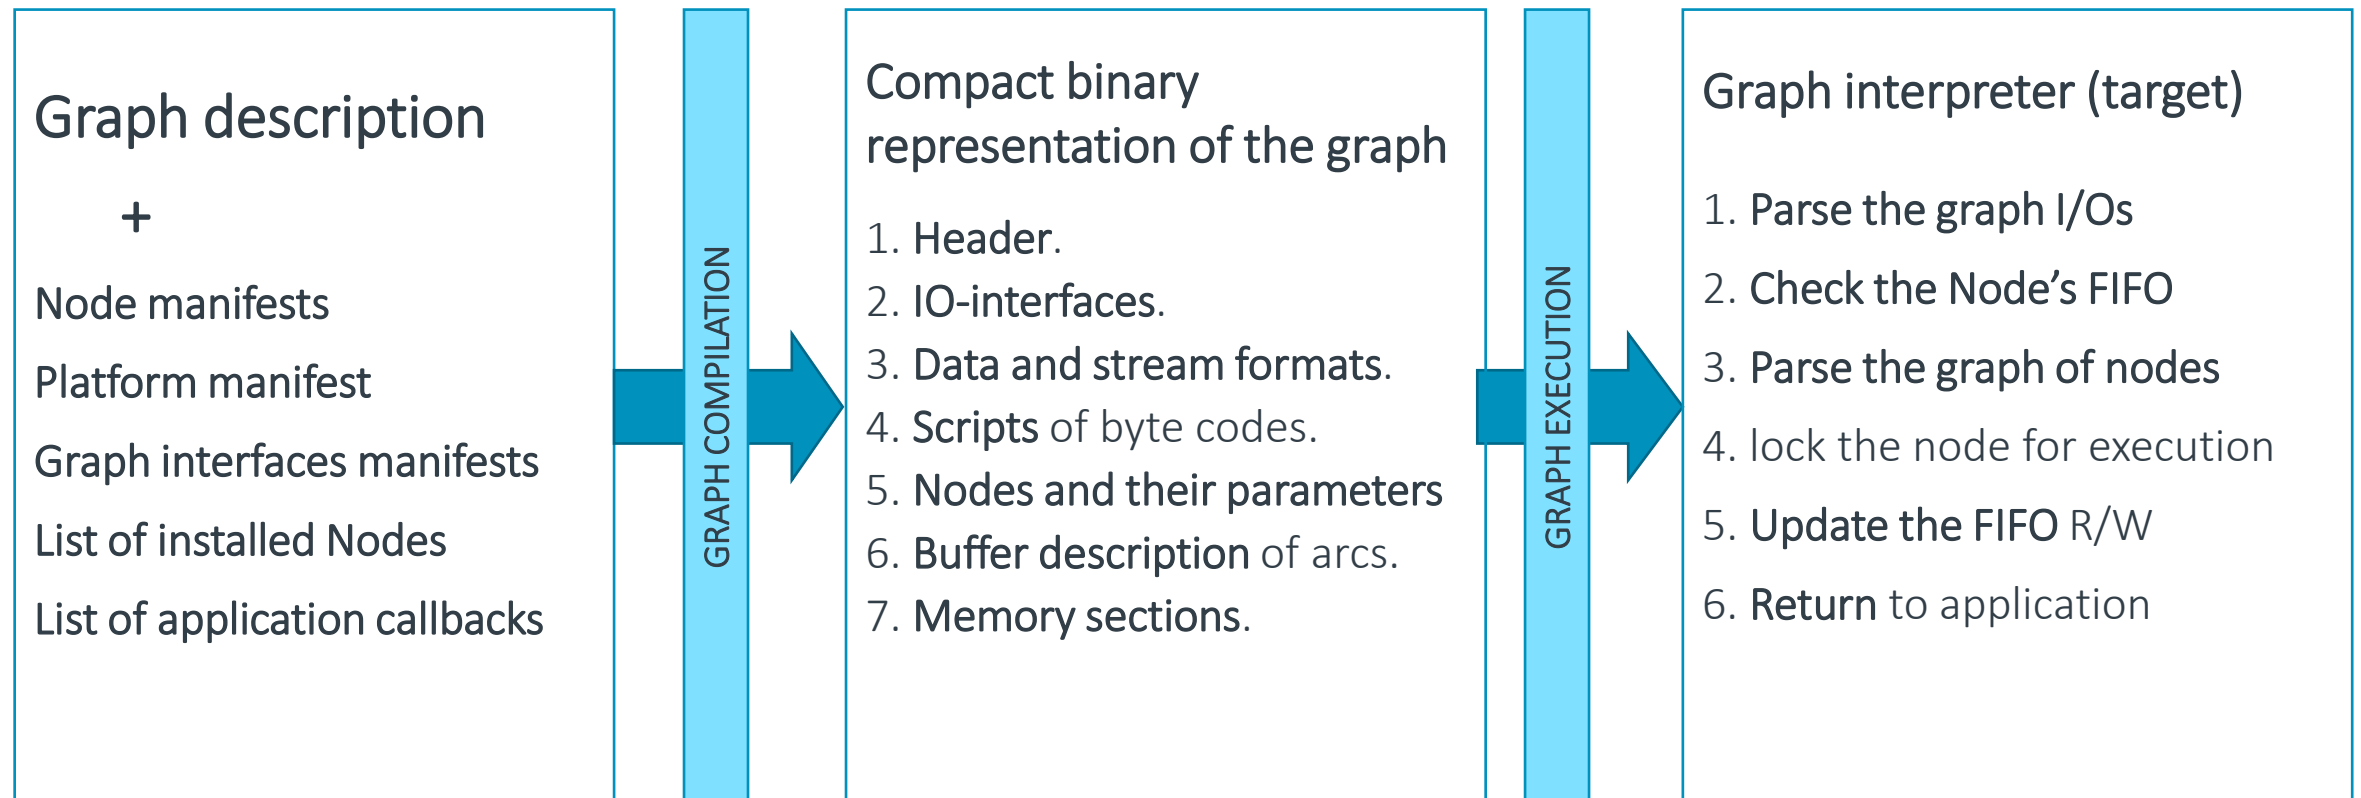 Graph description
+
Node manifests
Platform manifest
Graph interfaces manifests
List of installed Nodes
List of application callbacks
GRAPH COMPILATION
Compact binary
representation of the graph
1. Header.
2. IO-interfaces.
3. Data and stream formats.
4. Scripts of byte codes.
5. Nodes and their parameters
6. Buffer description of arcs.
7. Memory sections.
GRAPH EXECUTION
Graph interpreter (target)
1. Parse the graph I/Os
2. Check the Node’s FIFO
3. Parse the graph of nodes
4. lock the node for execution
5. Update the FIFO R/W
6. Return to application